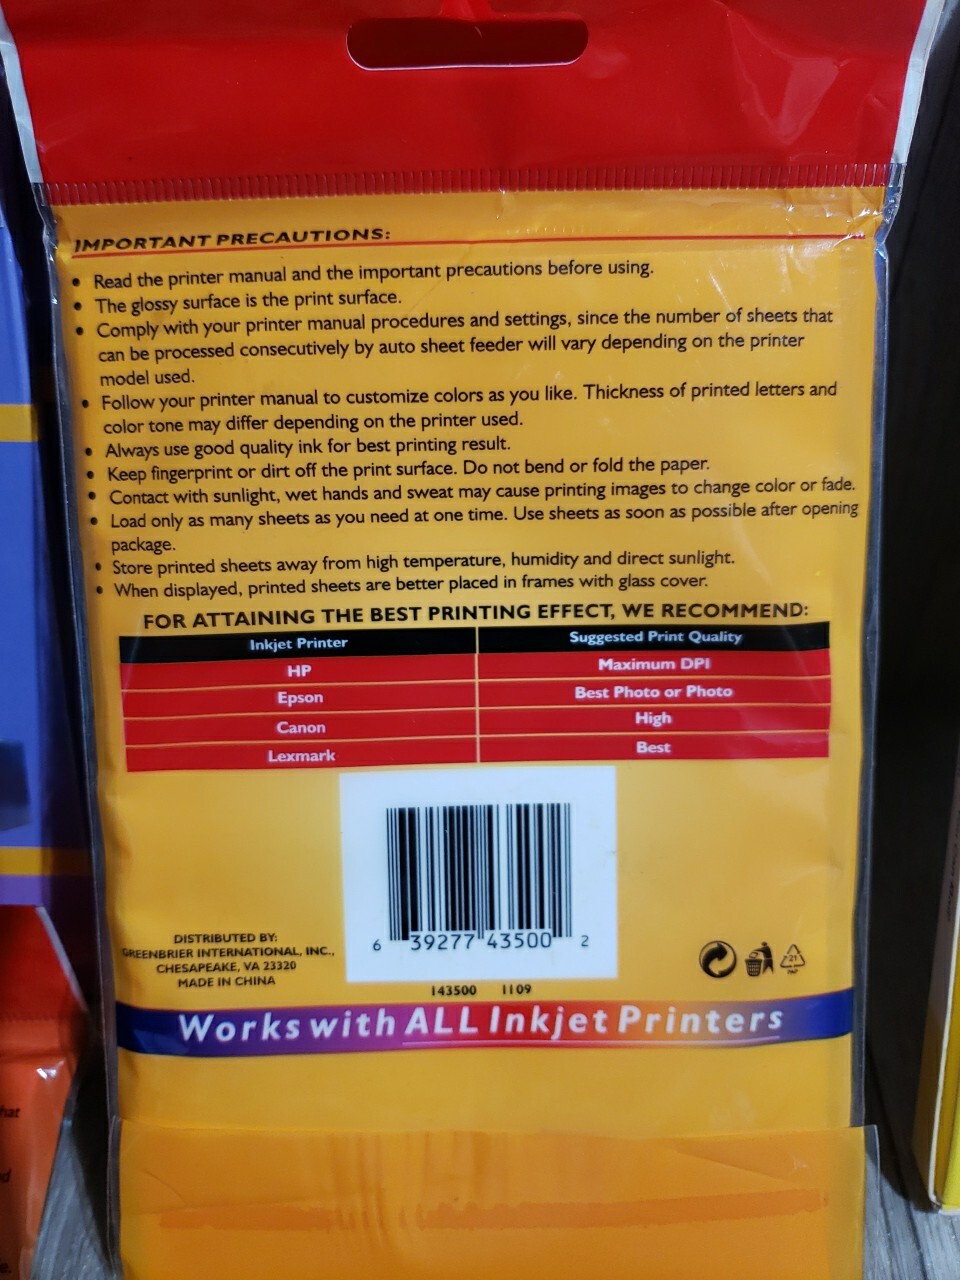 IMPORTANT PRECAUTIONS:
• Read the printer manual and the important precautions before using.
• The glossy surface is the print surface.
• Comply with your printer manual procedures and settings, since the number of sheets that
can be processed consecutively by auto sheet feeder will vary depending on the printer
model used.
• Follow your printer manual to customize colors as you like. Thickness of printed letters and
color tone may differ depending on the printer used.
• Always use good quality ink for best printing result.
• Keep fingerprint or dirt off the print surface. Do not bend or fold the paper.
• Contact with sunlight, wet hands and sweat may cause printing images to change color or fade.
• Load only as many sheets as you need at one time. Use sheets as soon as possible after opening
package.
• Store printed sheets away from high temperature, humidity and direct sunlight.
• When displayed, printed sheets are better placed in frames with glass cover.
FOR ATTAINING THE BEST PRINTING EFFECT, WE RECOMMEND:
Inkjet Printer Suggested Print Quality
HP Maximum DPI
Epson Best Photo or Photo
Canon High
Lexmark Best
6 39277 43500 2
DISTRIBUTED BY:
GREENBRIER INTERNATIONAL, INC.,
CHESAPEAKE, VA 23320
MADE IN CHINA
21
PAP
143500 1109
Works with ALL Inkjet Printers